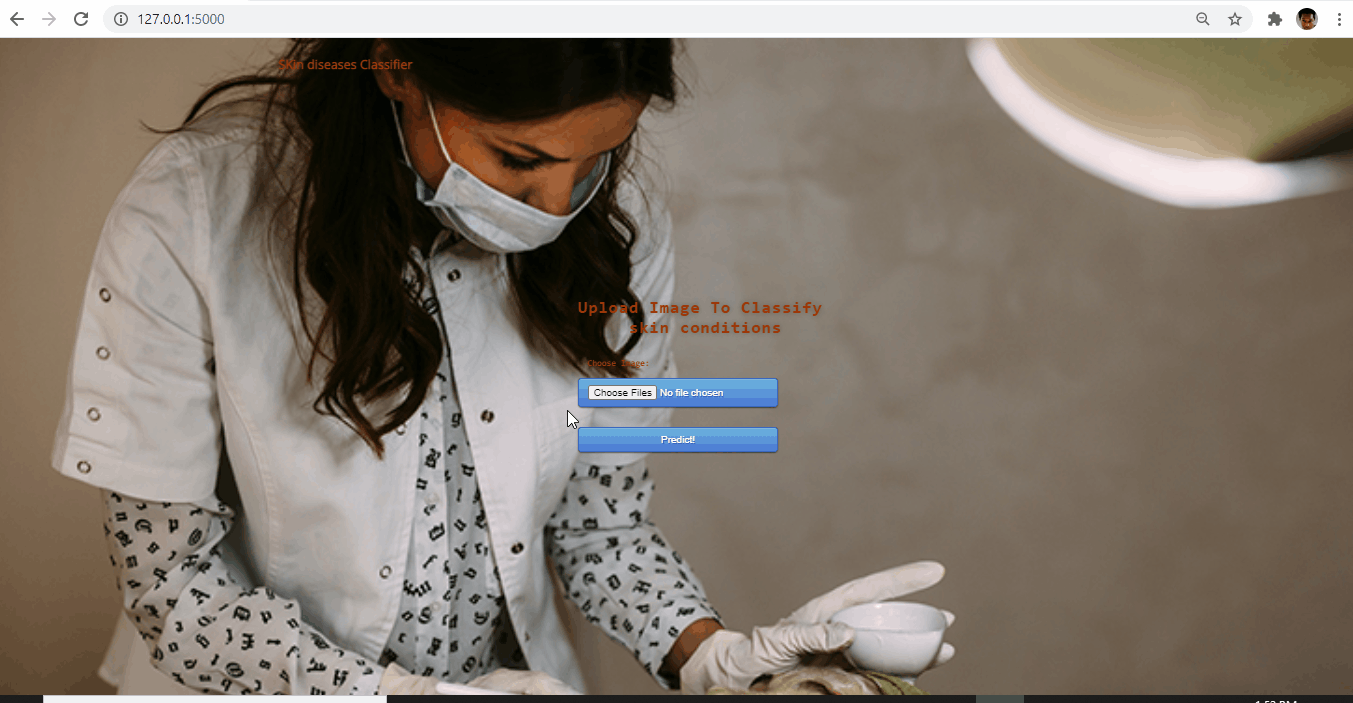 127.0.0.1:5000
Skin diseases Classifier
Upload Image To Classify
skin conditions
Choose Image:
Choose Files No file chosen
Predict!